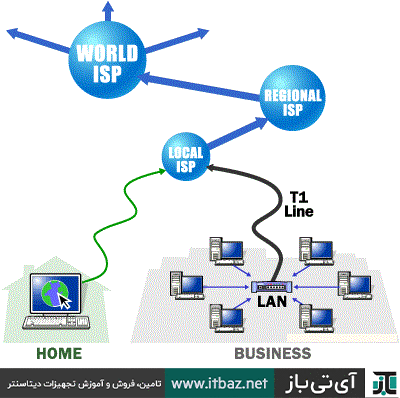 WORLD
ISP
REGIONAL
ISP
LOCAL
ISP
T1
Line
LAN
HOME
BUSINESS
تامین، فروش و آموزش تجهیزات دیتاسنتر
www.itbaz.net
آی‌تی‌باز